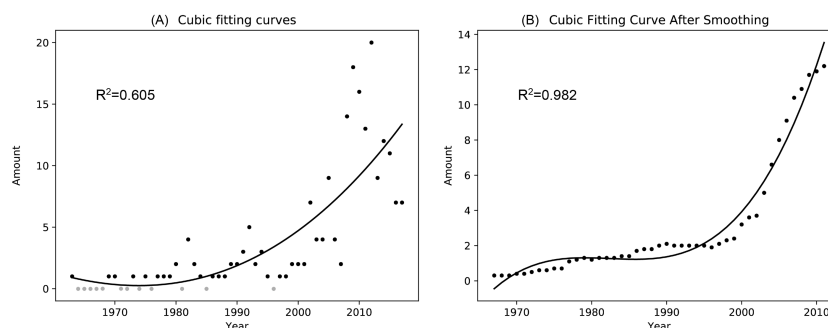 (A) Cubic fitting curves
20
15
10
5
0
Amount
R²=0.605
1970
1980
1990
2000
2010
Year
(B) Cubic Fitting Curve After Smoothing
14
12
10
8
6
4
2
0
Amount
R²=0.982
1970
1980
1990
2000
2010
Year